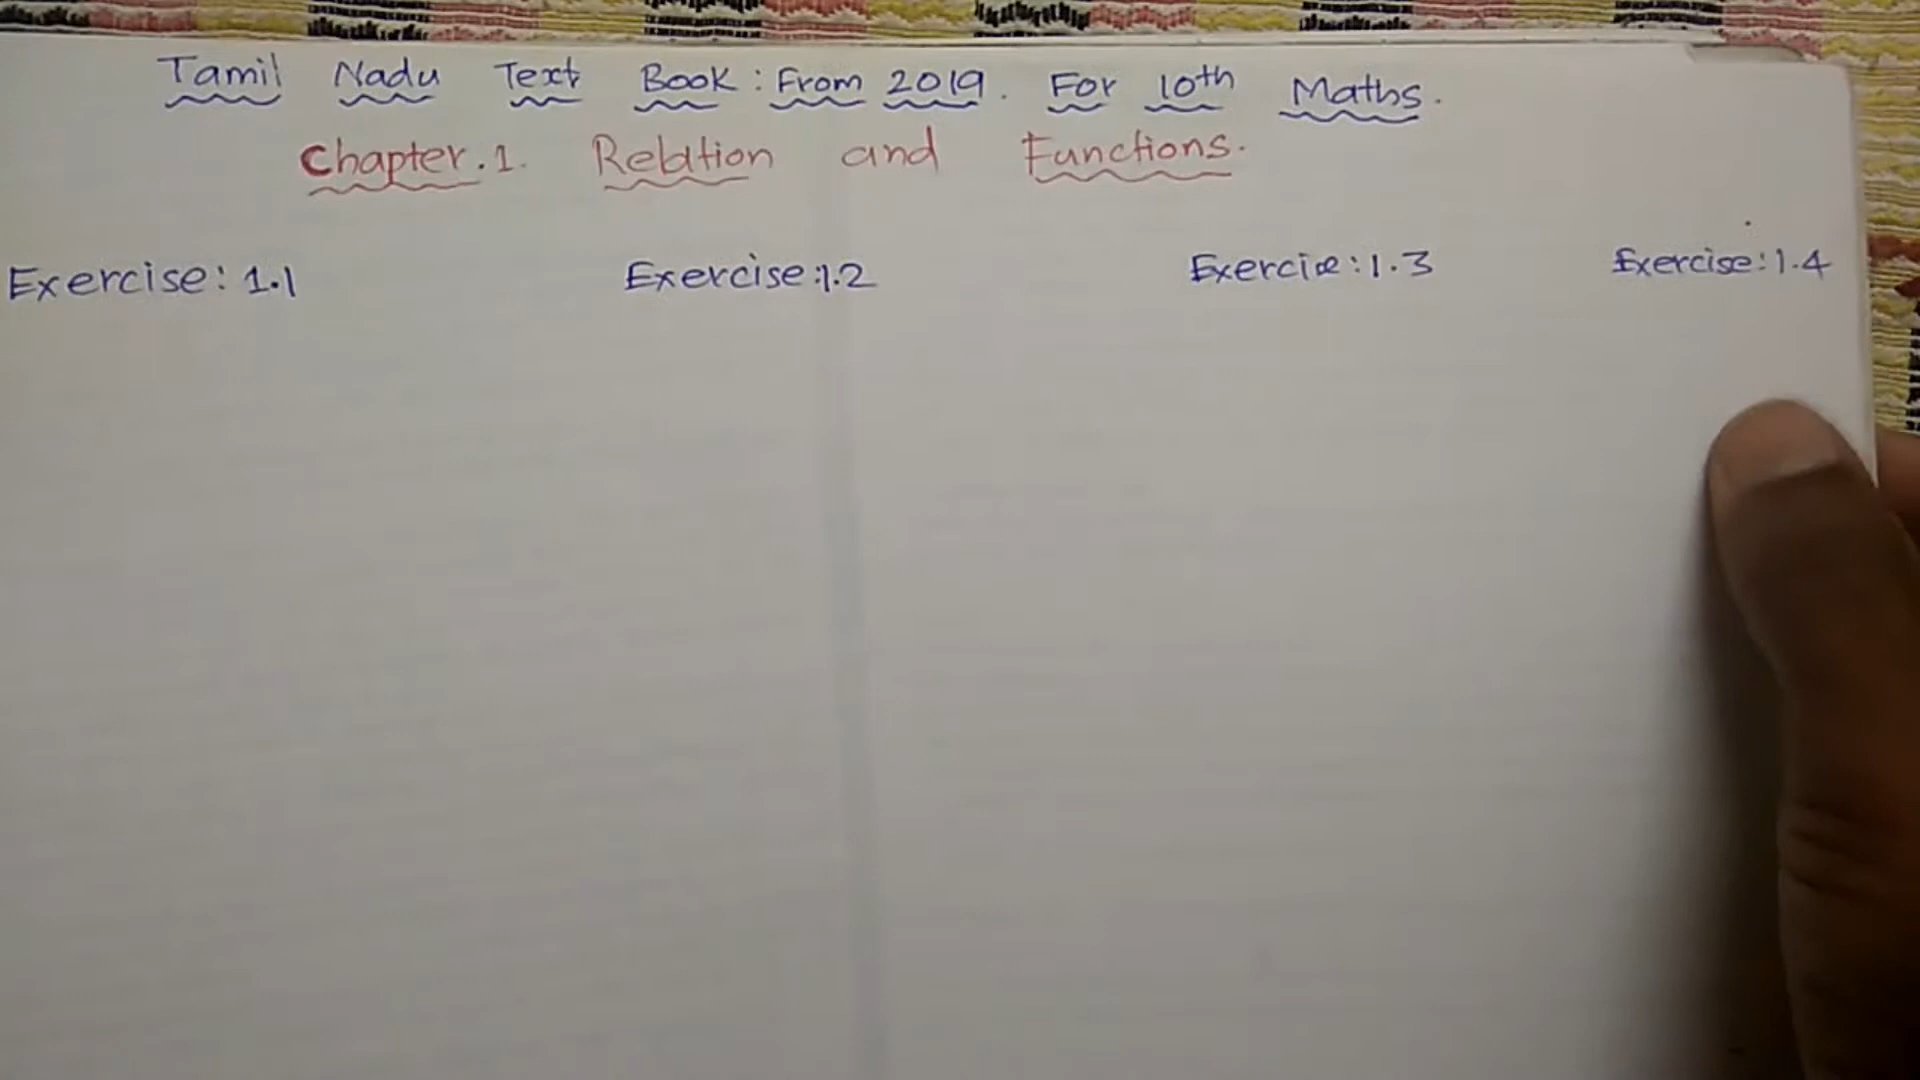 Tamil Nadu Text Book : From 2019. For 10th Maths.
Chapter.1. Relation and Functions.
Exercise: 1.1 Exercise:1.2 Exercie:1.3 Exercise:1.4